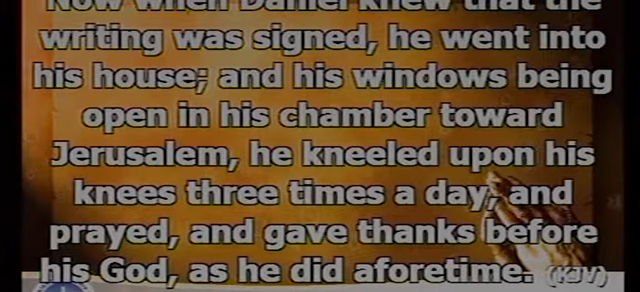 Now when Daniel knew that the
writing was signed, he went into
his house; and his windows being
open in his chamber toward
Jerusalem, he kneeled upon his
knees three times a day, and
prayed, and gave thanks before
his God, as he did aforetime. (KJV)